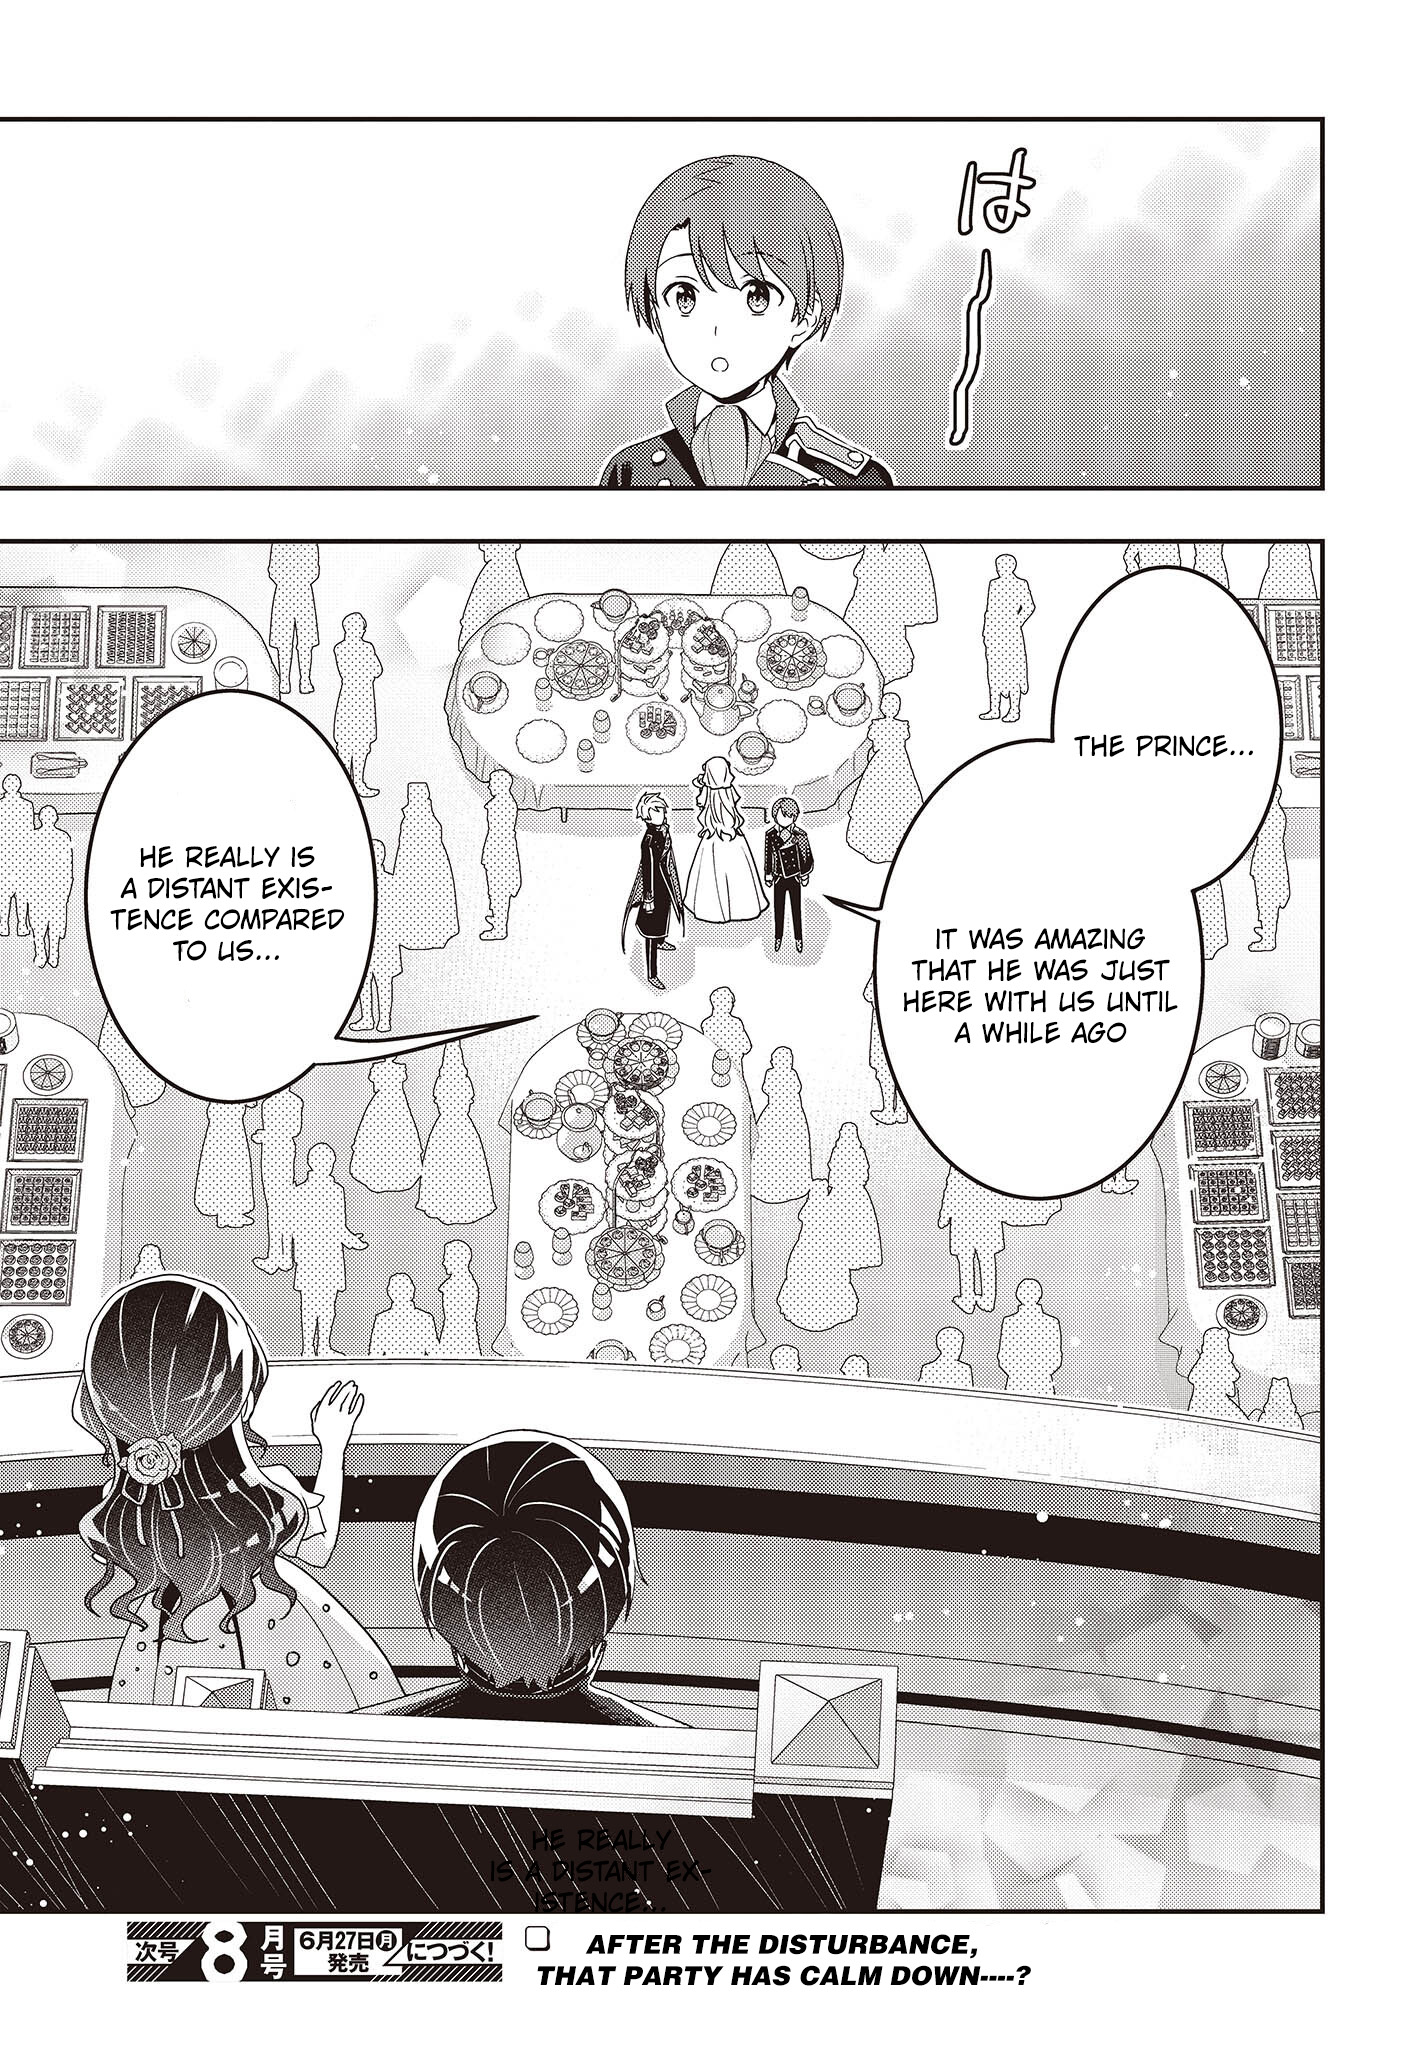 は
THE PRINCE...
IT WAS AMAZING
THAT HE WAS JUST
HERE WITH US UNTIL
A WHILE AGO
HE REALLY IS
A DISTANT EXIS-
TENCE COMPARED
TO US...
HE REALLY
IS A DISTANT EX-
ISTENCE...
AFTER THE DISTURBANCE,
THAT PARTY HAS CALM DOWN----?
次号8月号 6月27日(月)発売 につづく!